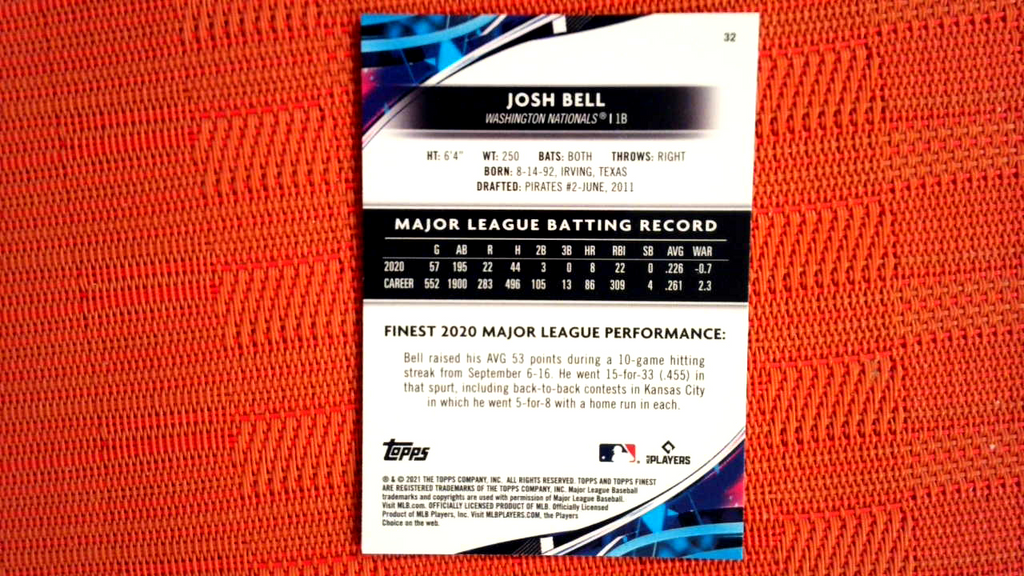 32
JOSH BELL
WASHINGTON NATIONALS® | 1B
HT: 6'4" WT: 250 BATS: BOTH THROWS: RIGHT
BORN: 8-14-92, IRVING, TEXAS
DRAFTED: PIRATES #2-JUNE, 2011
MAJOR LEAGUE BATTING RECORD
G AB R H 2B 3B HR RBI SB AVG WAR
2020 57 195 22 44 3 0 8 22 0 .226 -0.7
CAREER 552 1900 283 496 105 13 86 309 4 .261 2.3
FINEST 2020 MAJOR LEAGUE PERFORMANCE:
Bell raised his AVG 53 points during a 10-game hitting
streak from September 6-16. He went 15-for-33 (.455) in
that spurt, including back-to-back contests in Kansas City
in which he went 5-for-8 with a home run in each.
topps
MLB PLAYERS
® & © 2021 THE TOPPS COMPANY, INC. ALL RIGHTS RESERVED. TOPPS AND TOPPS FINEST
ARE REGISTERED TRADEMARKS OF THE TOPPS COMPANY, INC. Major League Baseball
trademarks and copyrights are used with permission of Major League Baseball.
Visit MLB.com. OFFICIALLY LICENSED PRODUCT OF MLB. Officially Licensed
Product of MLB Players, Inc. Visit MLBPLAYERS.COM, the Players
Choice on the web.